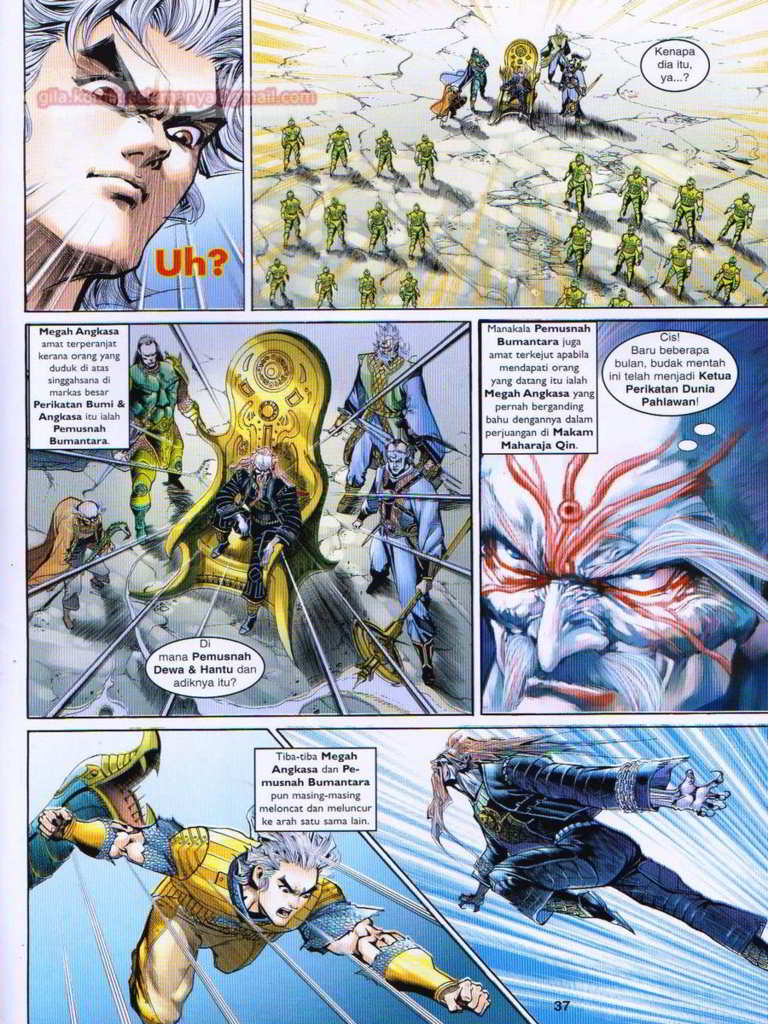 Uh?
Kenapa
dia itu,
ya...?
Megah Angkasa
amat terperanjat
kerana orang yang
duduk di atas
singgahsana di
markas besar
Perikatan Bumi &
Angkasa itu ialah
Pemusnah
Bumantara.
Di
mana Pemusnah
Dewa & Hantu dan
adiknya itu?
Manakala Pemusnah
Bumantara juga
amat terkejut apabila
mendapati orang
yang datang itu ialah
Megah Angkasa yang
pernah berganding
bahu dengannya dalam
perjuangan di Makam
Maharaja Qin.
Cis!
Baru beberapa
bulan, budak mentah
ini telah menjadi Ketua
Perikatan Dunia
Pahlawan!
Tiba-tiba Megah
Angkasa dan Pe-
musnah Bumantara
pun masing-masing
meloncat dan meluncur
ke arah satu sama lain.
37